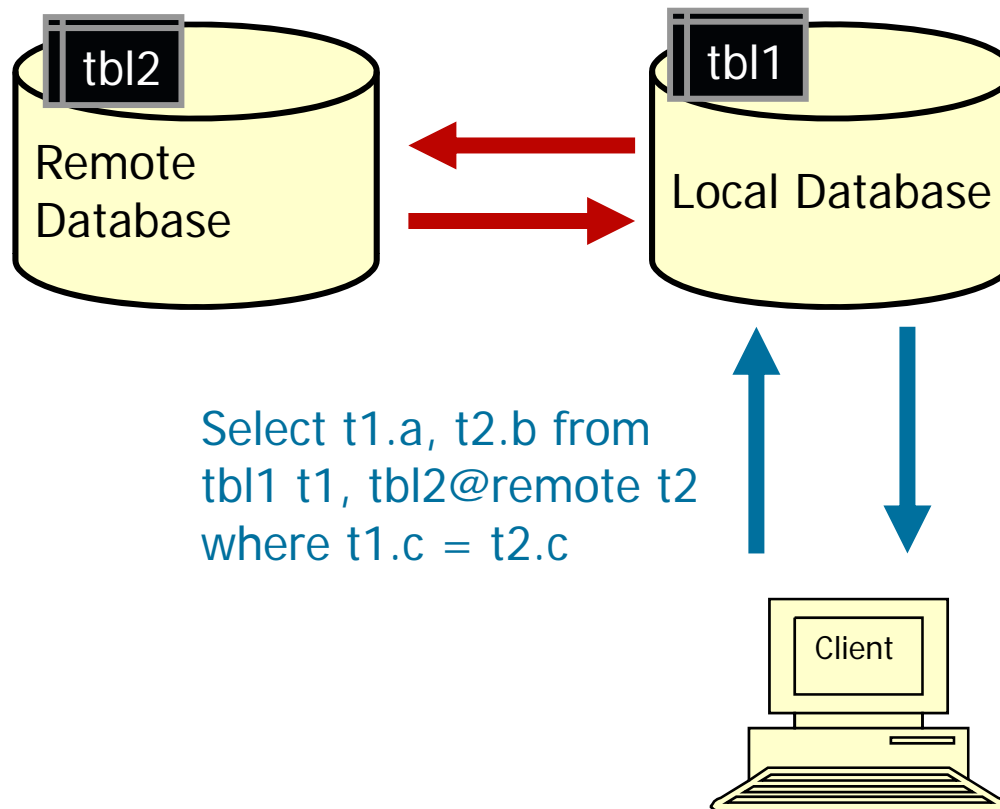 tbl2
tbl1
Remote
Database
Local Database
Select t1.a, t2.b from
tbl1 t1, tbl2@remote t2
where t1.c = t2.c
Client